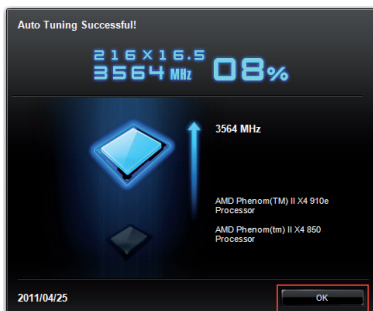 Auto Tuning Successful!
216X16.5
3564 MHz
08%
3564 MHz
AMD Phenom(TM) II X4 910e
Processor
AMD Phenom(tm) II X4 850
Processor
2011/04/25
OK